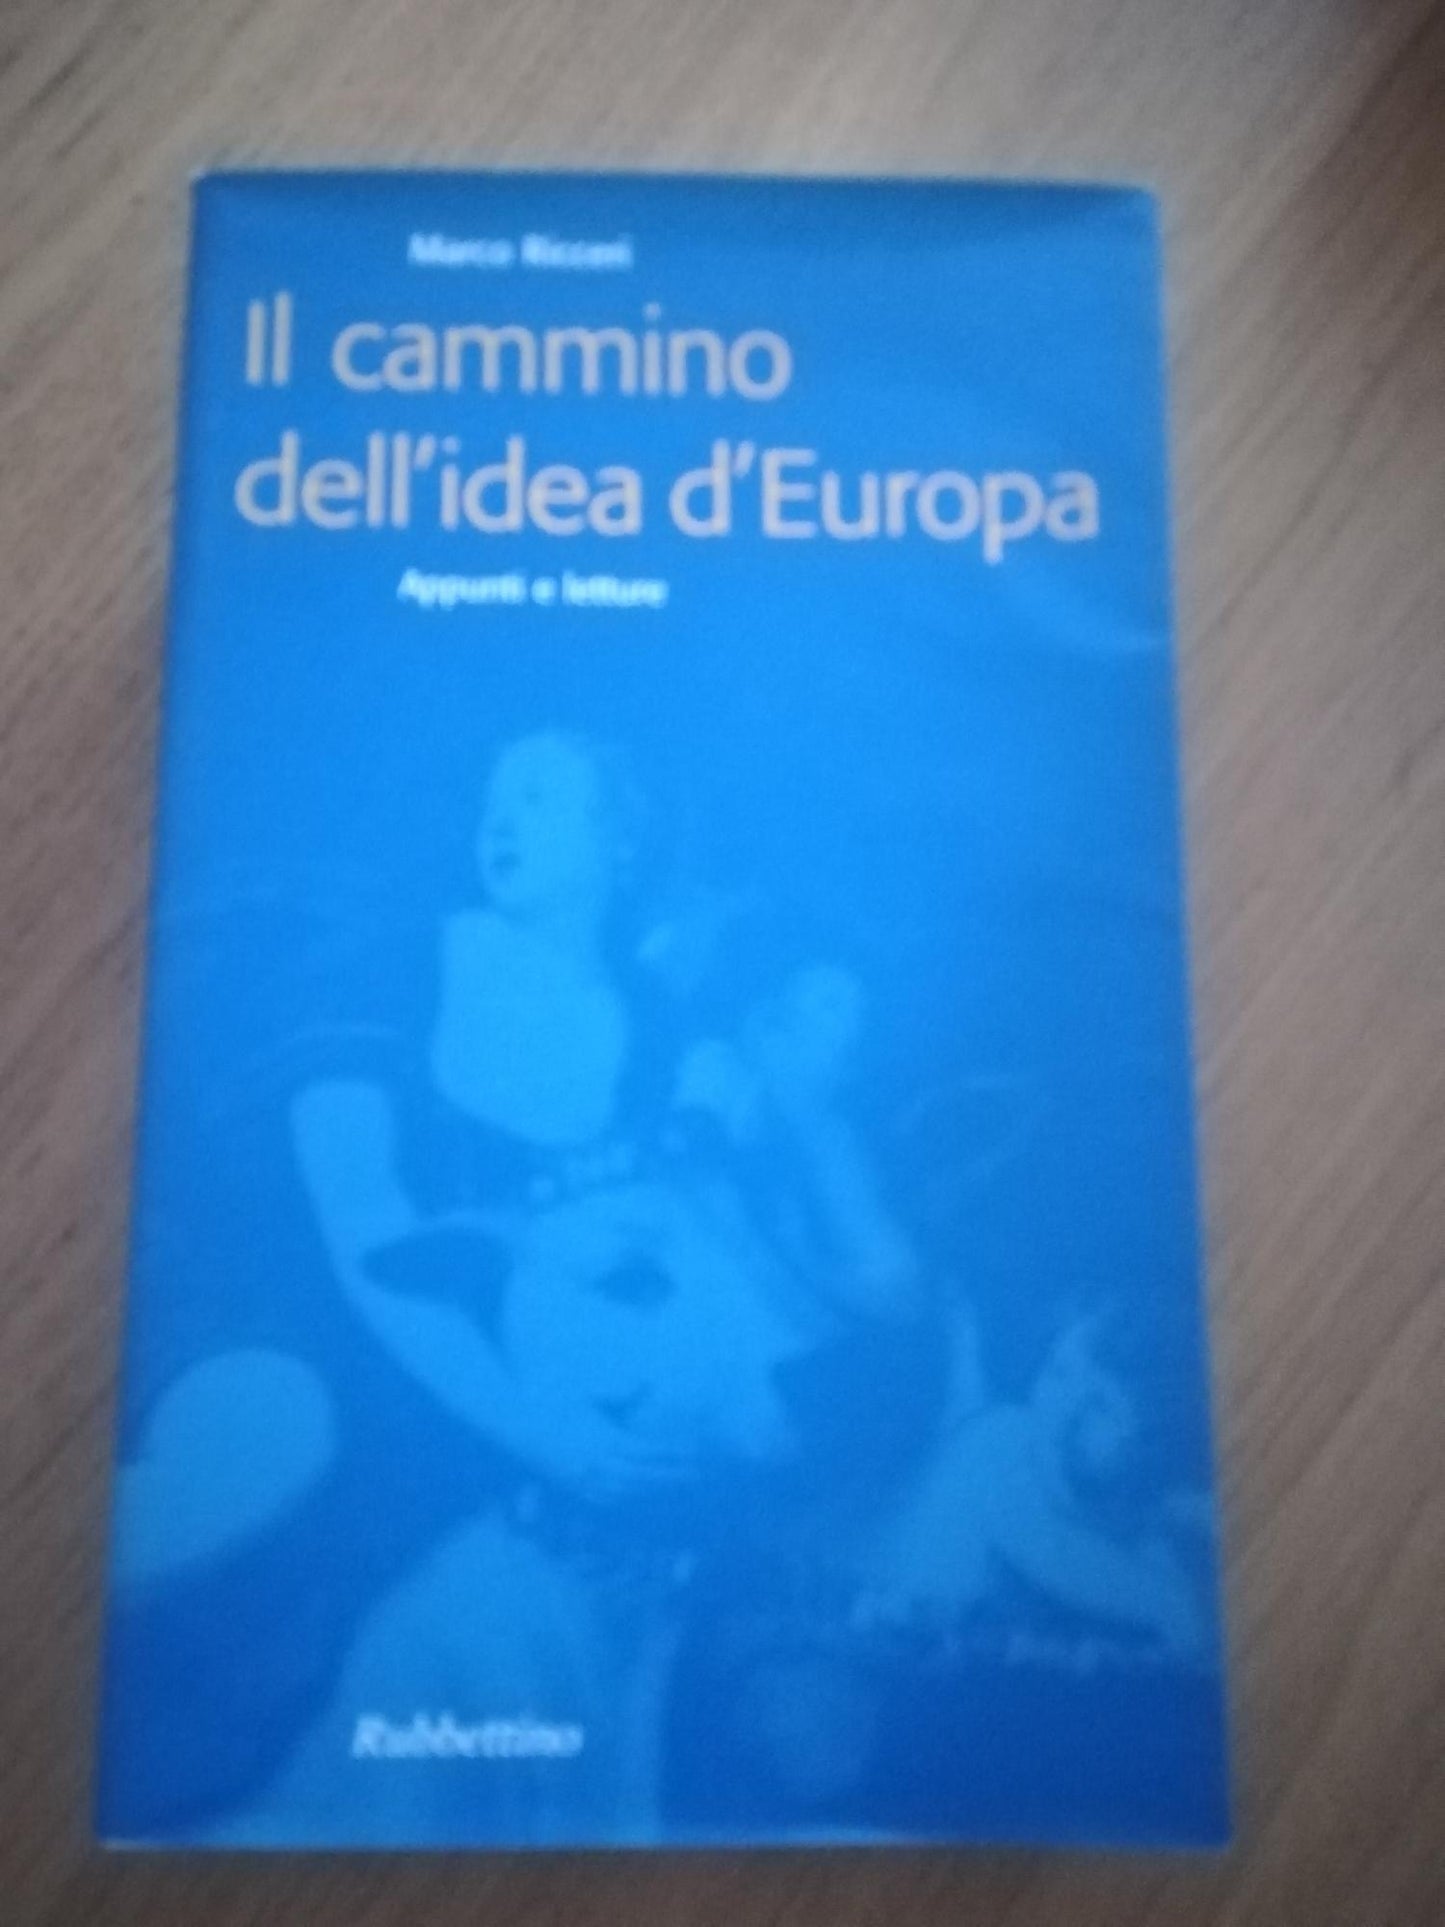 Marco Ricceri
Il cammino
dell'idea d'Europa
Appunti e letture
Rubbettino